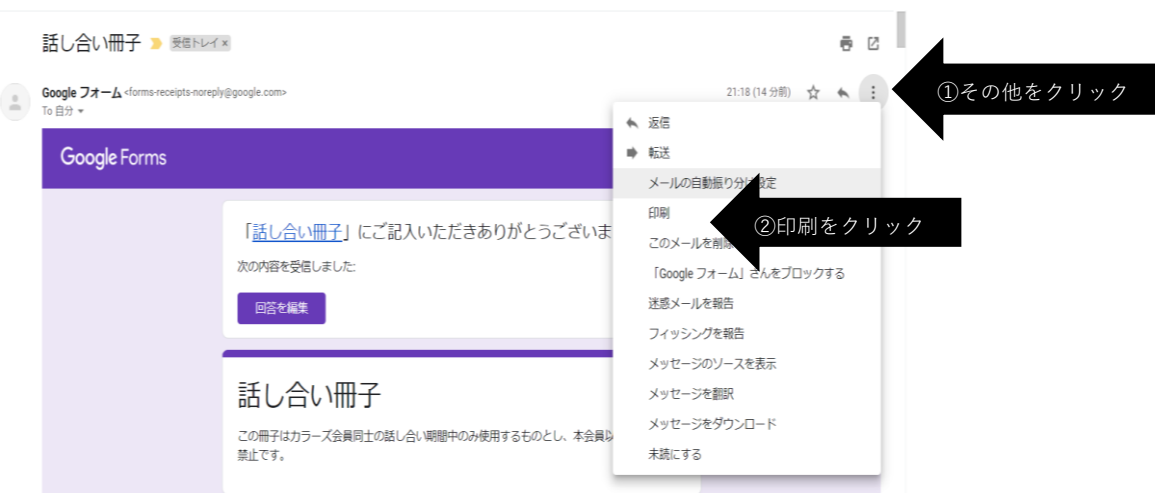 話し合い冊子 受信トレイ ×
Google フォーム <forms-receipts-noreply@google.com>
21:18 (14 分前)
To 自分
①その他をクリック
Google Forms
「話し合い冊子」にご記入いただきありがとうございま
次の内容を受信しました:
回答を編集
話し合い冊子
この冊子はカラーズ会員同士の話し合い期間中のみ使用するものとし、本会員以
禁止です。
返信
転送
メールの自動振り分け設定
印刷
②印刷をクリック
このメールを削除
「Google フォーム」さんをブロックする
迷惑メールを報告
フィッシングを報告
メッセージのソースを表示
メッセージを翻訳
メッセージをダウンロード
未読にする